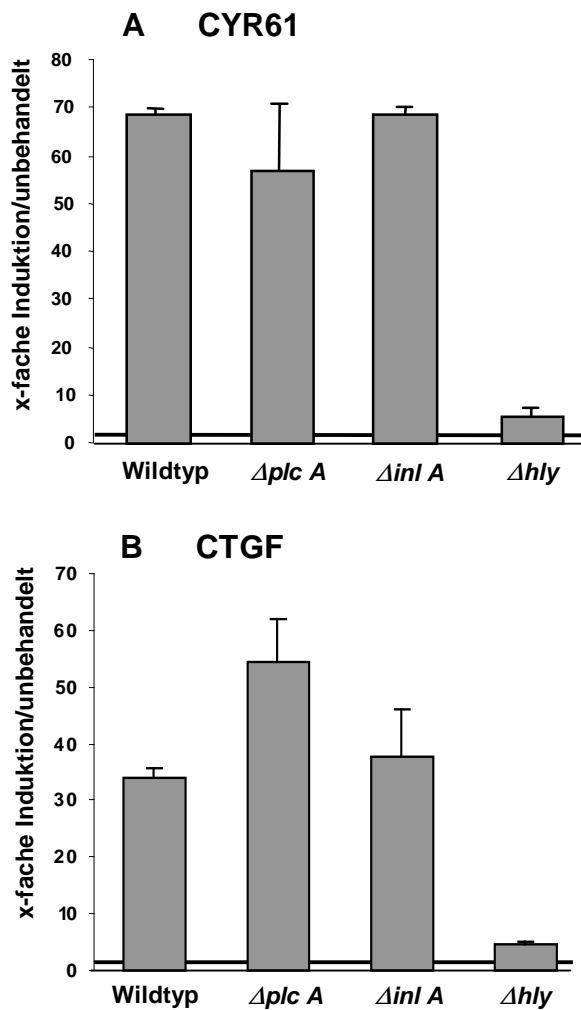 A CYR61
x-fache Induktion/unbehandelt
80
70
60
50
40
30
20
10
0
Wildtyp Δplc A Δinl A Δhly
B CTGF
x-fache Induktion/unbehandelt
70
60
50
40
30
20
10
0
Wildtyp Δplc A Δinl A Δhly